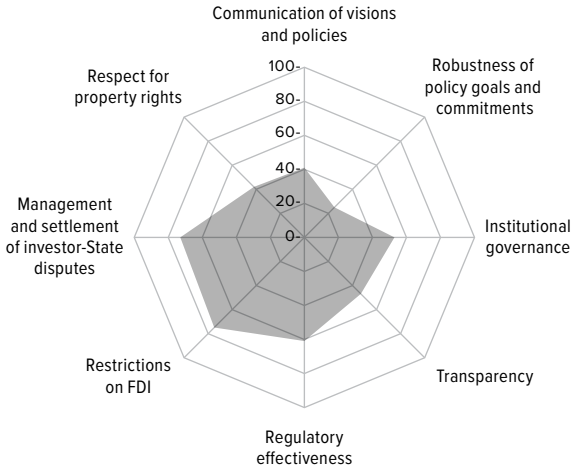 Communication of visions
and policies
Robustness of
policy goals and
commitments
Respect for
property rights
100-
80-
60-
40-
20-
0-
Management
and settlement
of investor-State
disputes
Institutional
governance
Restrictions
on FDI
Transparency
Regulatory
effectiveness